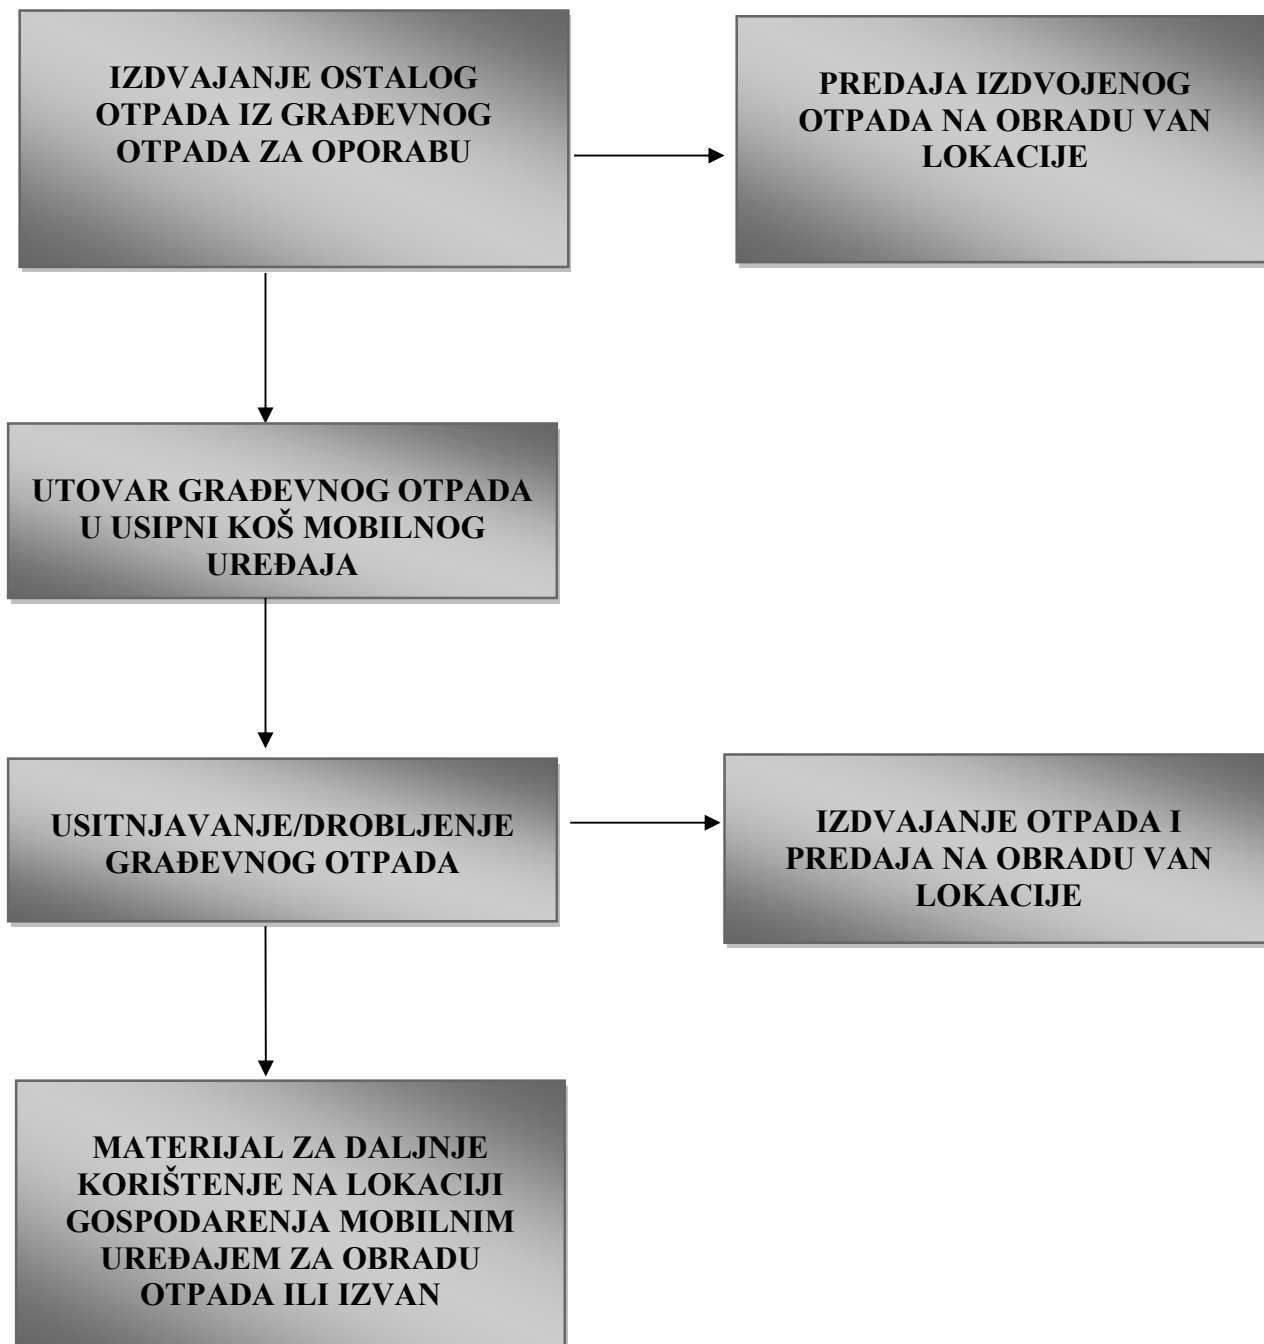 IZDVAJANJE OSTALOG
OTPADA IZ GRAĐEVNOG
OTPADA ZA OPORABU
PREDAJA IZDVOJENOG
OTPADA NA OBRADU VAN
LOKACIJE
UTOVAR GRAĐEVNOG OTPADA
U USIPNI KOŠ MOBILNOG
UREĐAJA
USITNJAVANJE/DROBLJENJE
GRAĐEVNOG OTPADA
IZDVAJANJE OTPADA I
PREDAJA NA OBRADU VAN
LOKACIJE
MATERIJAL ZA DALJNJE
KORIŠTENJE NA LOKACIJI
GOSPODARENJA MOBILNIM
UREĐAJEM ZA OBRADU
OTPADA ILI IZVAN